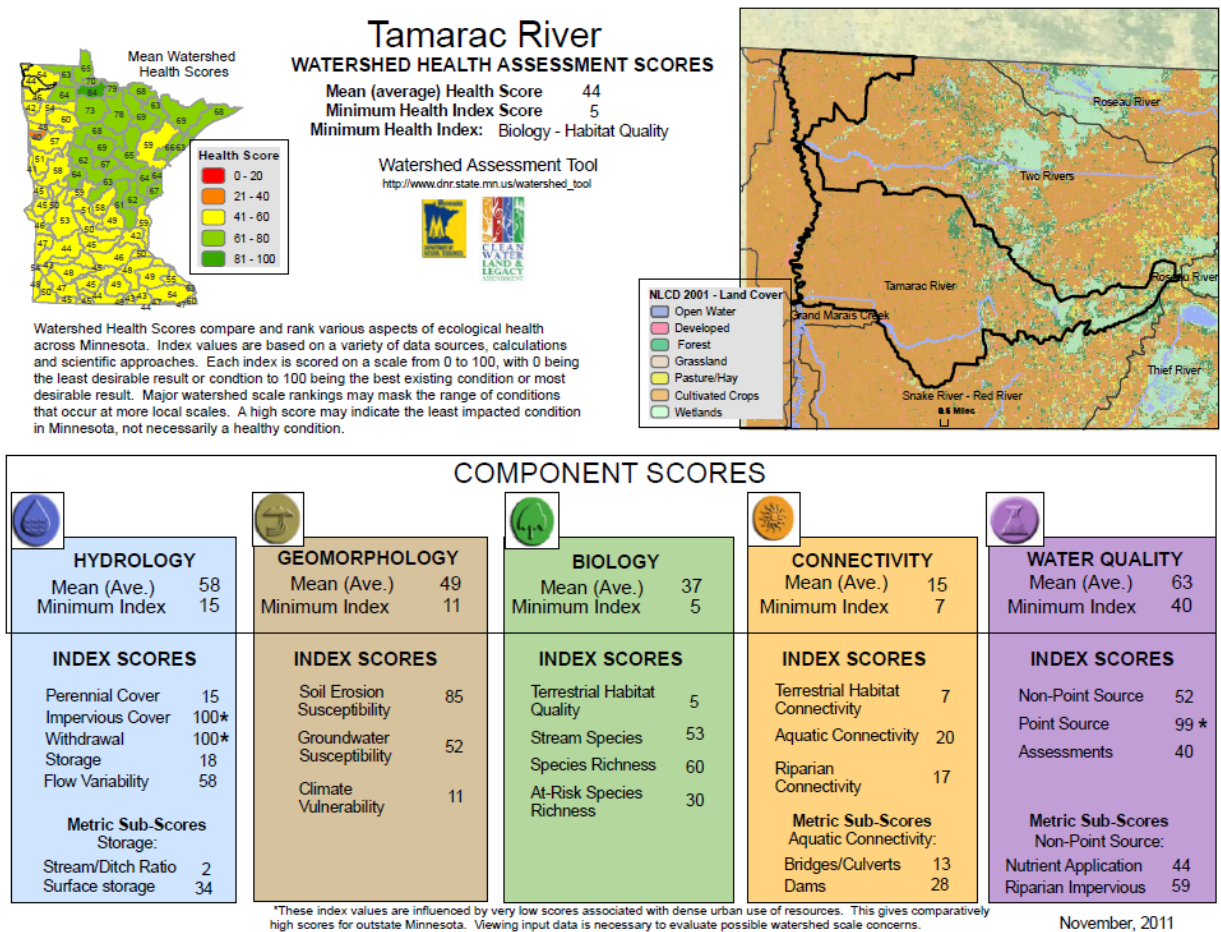 Tamarac River
WATERSHED HEALTH ASSESSMENT SCORES
Mean (average) Health Score 44
Minimum Health Index Score 5
Minimum Health Index: Biology - Habitat Quality
Watershed Assessment Tool
http://www.dnr.state.mn.us/watershed_tool
Minnesota
DEPARTMENT OF
NATURAL RESOURCES
CLEAN
WATER
LAND &
LEGACY
AMENDMENT
Mean Watershed
Health Scores
Health Score
0 - 20
21 - 40
41 - 60
61 - 80
81 - 100
Roseau River
Two Rivers
Roseau River
Tamarac River
Grand Marais Creek
Thief River
Snake River - Red River
NLCD 2001 - Land Cover
Open Water
Developed
Forest
Grassland
Pasture/Hay
Cultivated Crops
Wetlands
Watershed Health Scores compare and rank various aspects of ecological health
across Minnesota. Index values are based on a variety of data sources, calculations
and scientific approaches. Each index is scored on a scale from 0 to 100, with 0 being
the least desirable result or condtion to 100 being the best existing condition or most
desirable result. Major watershed scale rankings may mask the range of conditions
that occur at more local scales. A high score may indicate the least impacted condition
in Minnesota, not necessarily a healthy condition.
COMPONENT SCORES
HYDROLOGY
Mean (Ave.) 58
Minimum Index 15
INDEX SCORES
Perennial Cover 15
Impervious Cover 100*
Withdrawal 100*
Storage 18
Flow Variability 58
Metric Sub-Scores
Storage:
Stream/Ditch Ratio 2
Surface storage 34
GEOMORPHOLOGY
Mean (Ave.) 49
Minimum Index 11
INDEX SCORES
Soil Erosion
Susceptibility 85
Groundwater
Susceptibility 52
Climate
Vulnerability 11
BIOLOGY
Mean (Ave.) 37
Minimum Index 5
INDEX SCORES
Terrestrial Habitat
Quality 5
Stream Species 53
Species Richness 60
At-Risk Species
Richness 30
CONNECTIVITY
Mean (Ave.) 15
Minimum Index 7
INDEX SCORES
Terrestrial Habitat
Connectivity 7
Aquatic Connectivity 20
Riparian
Connectivity 17
Metric Sub-Scores
Aquatic Connectivity:
Bridges/Culverts 13
Dams 28
WATER QUALITY
Mean (Ave.) 63
Minimum Index 40
INDEX SCORES
Non-Point Source 52
Point Source 99 *
Assessments 40
Metric Sub-Scores
Non-Point Source:
Nutrient Application 44
Riparian Impervious 59
*These index values are influenced by very low scores associated with dense urban use of resources. This gives comparatively
high scores for outstate Minnesota. Viewing input data is necessary to evaluate possible watershed scale concerns.
November, 2011